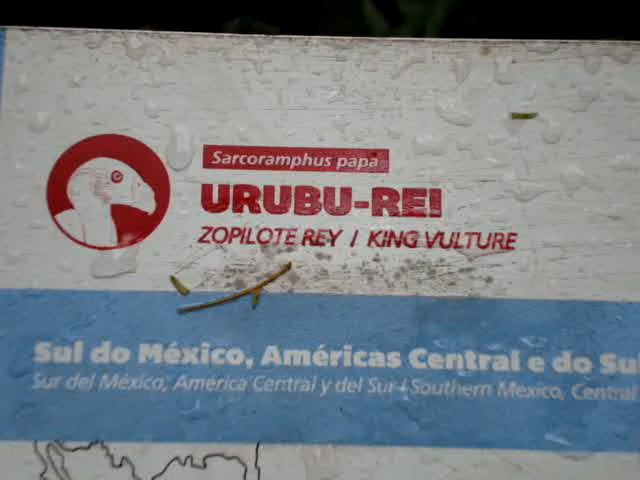 Sarcoramphus papa
URUBU-REI
ZOPILOTE REY / KING VULTURE
Sul do México, Américas Central e do Sul
Sur del México, América Central y del Sur / Southern Mexico, Central